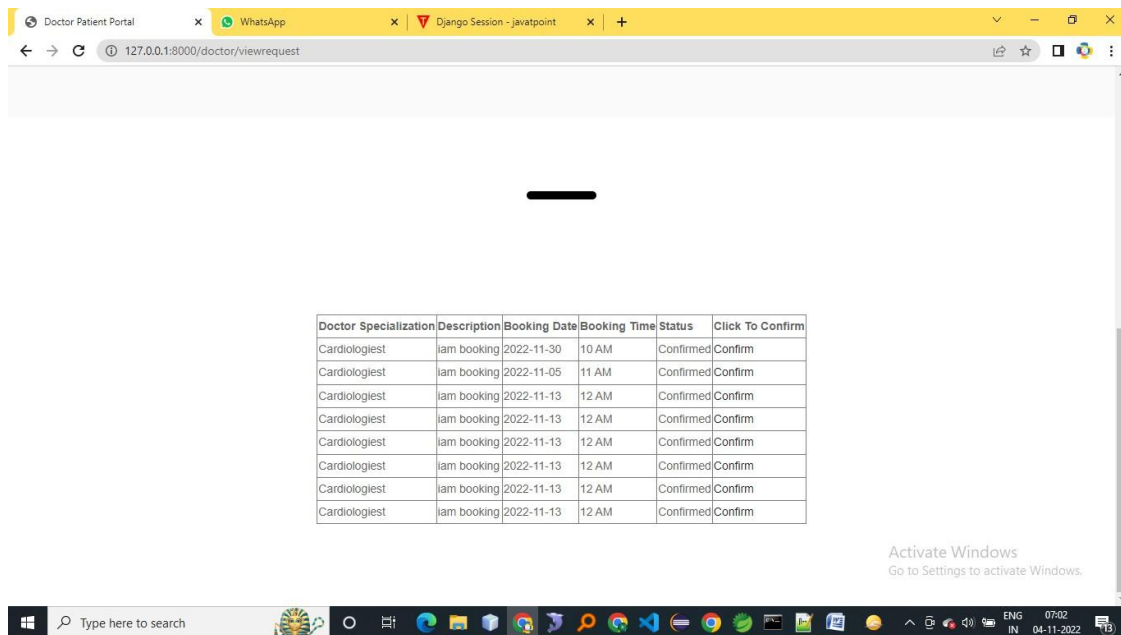 Doctor Patient Portal
WhatsApp
Django Session - javatpoint
127.0.0.1:8000/doctor/viewrequest
Doctor Specialization Description Booking Date Booking Time Status Click To Confirm
Cardiologiest iam booking 2022-11-30 10 AM Confirmed Confirm
Cardiologiest iam booking 2022-11-05 11 AM Confirmed Confirm
Cardiologiest iam booking 2022-11-13 12 AM Confirmed Confirm
Cardiologiest iam booking 2022-11-13 12 AM Confirmed Confirm
Cardiologiest iam booking 2022-11-13 12 AM Confirmed Confirm
Cardiologiest iam booking 2022-11-13 12 AM Confirmed Confirm
Cardiologiest iam booking 2022-11-13 12 AM Confirmed Confirm
Cardiologiest iam booking 2022-11-13 12 AM Confirmed Confirm
Activate Windows
Go to Settings to activate Windows.
Type here to search
ENG 07:02
IN 04-11-2022
13